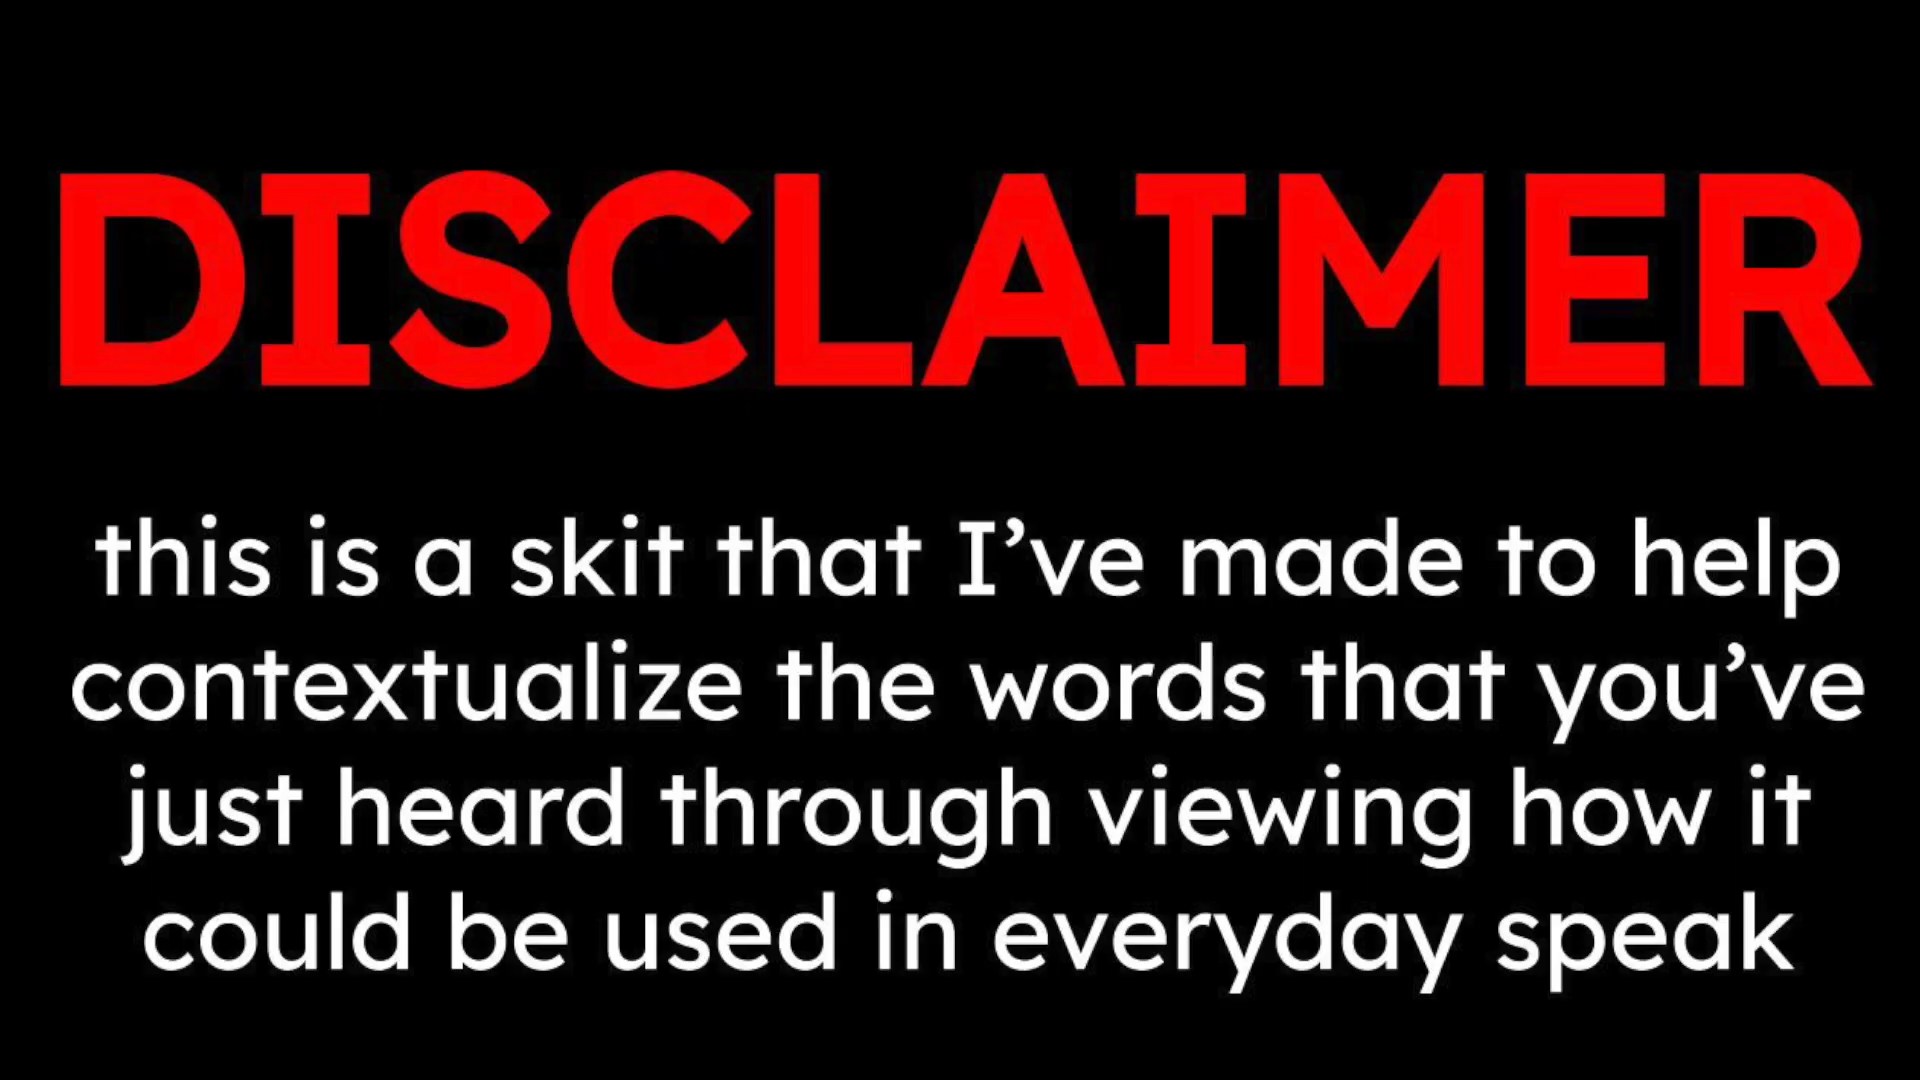 DISCLAIMER
this is a skit that I’ve made to help
contextualize the words that you’ve
just heard through viewing how it
could be used in everyday speak